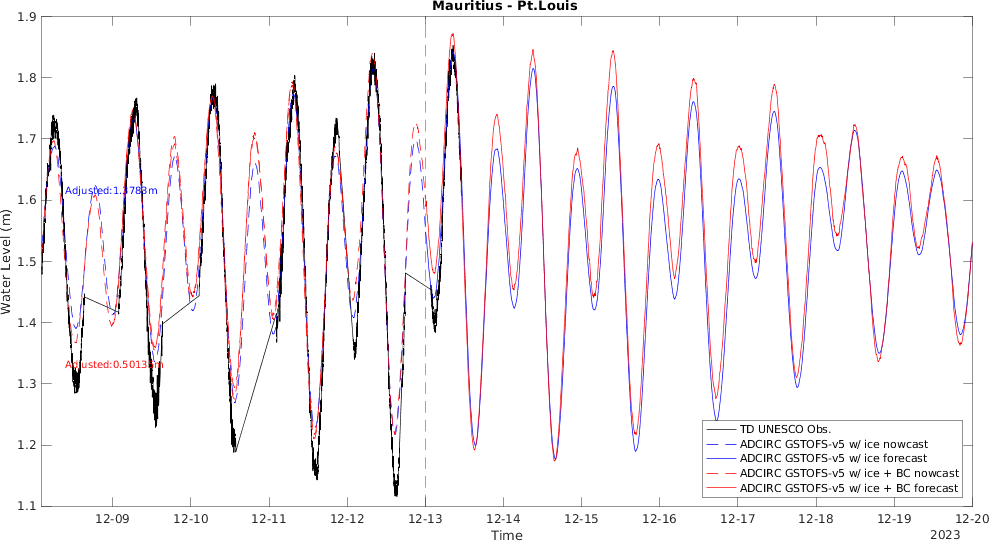 Mauritius - Pt.Louis
1.9
1.8
1.7
1.6
1.5
1.4
1.3
1.2
1.1
Water Level (m)
Adjusted:1.3783m
Adjusted:0.5013m
TD UNESCO Obs.
ADCIRC GSTOFS-v5 w/ ice nowcast
ADCIRC GSTOFS-v5 w/ ice forecast
ADCIRC GSTOFS-v5 w/ ice + BC nowcast
ADCIRC GSTOFS-v5 w/ ice + BC forecast
12-09 12-10 12-11 12-12 12-13 12-14 12-15 12-16 12-17 12-18 12-19 12-20
Time
2023